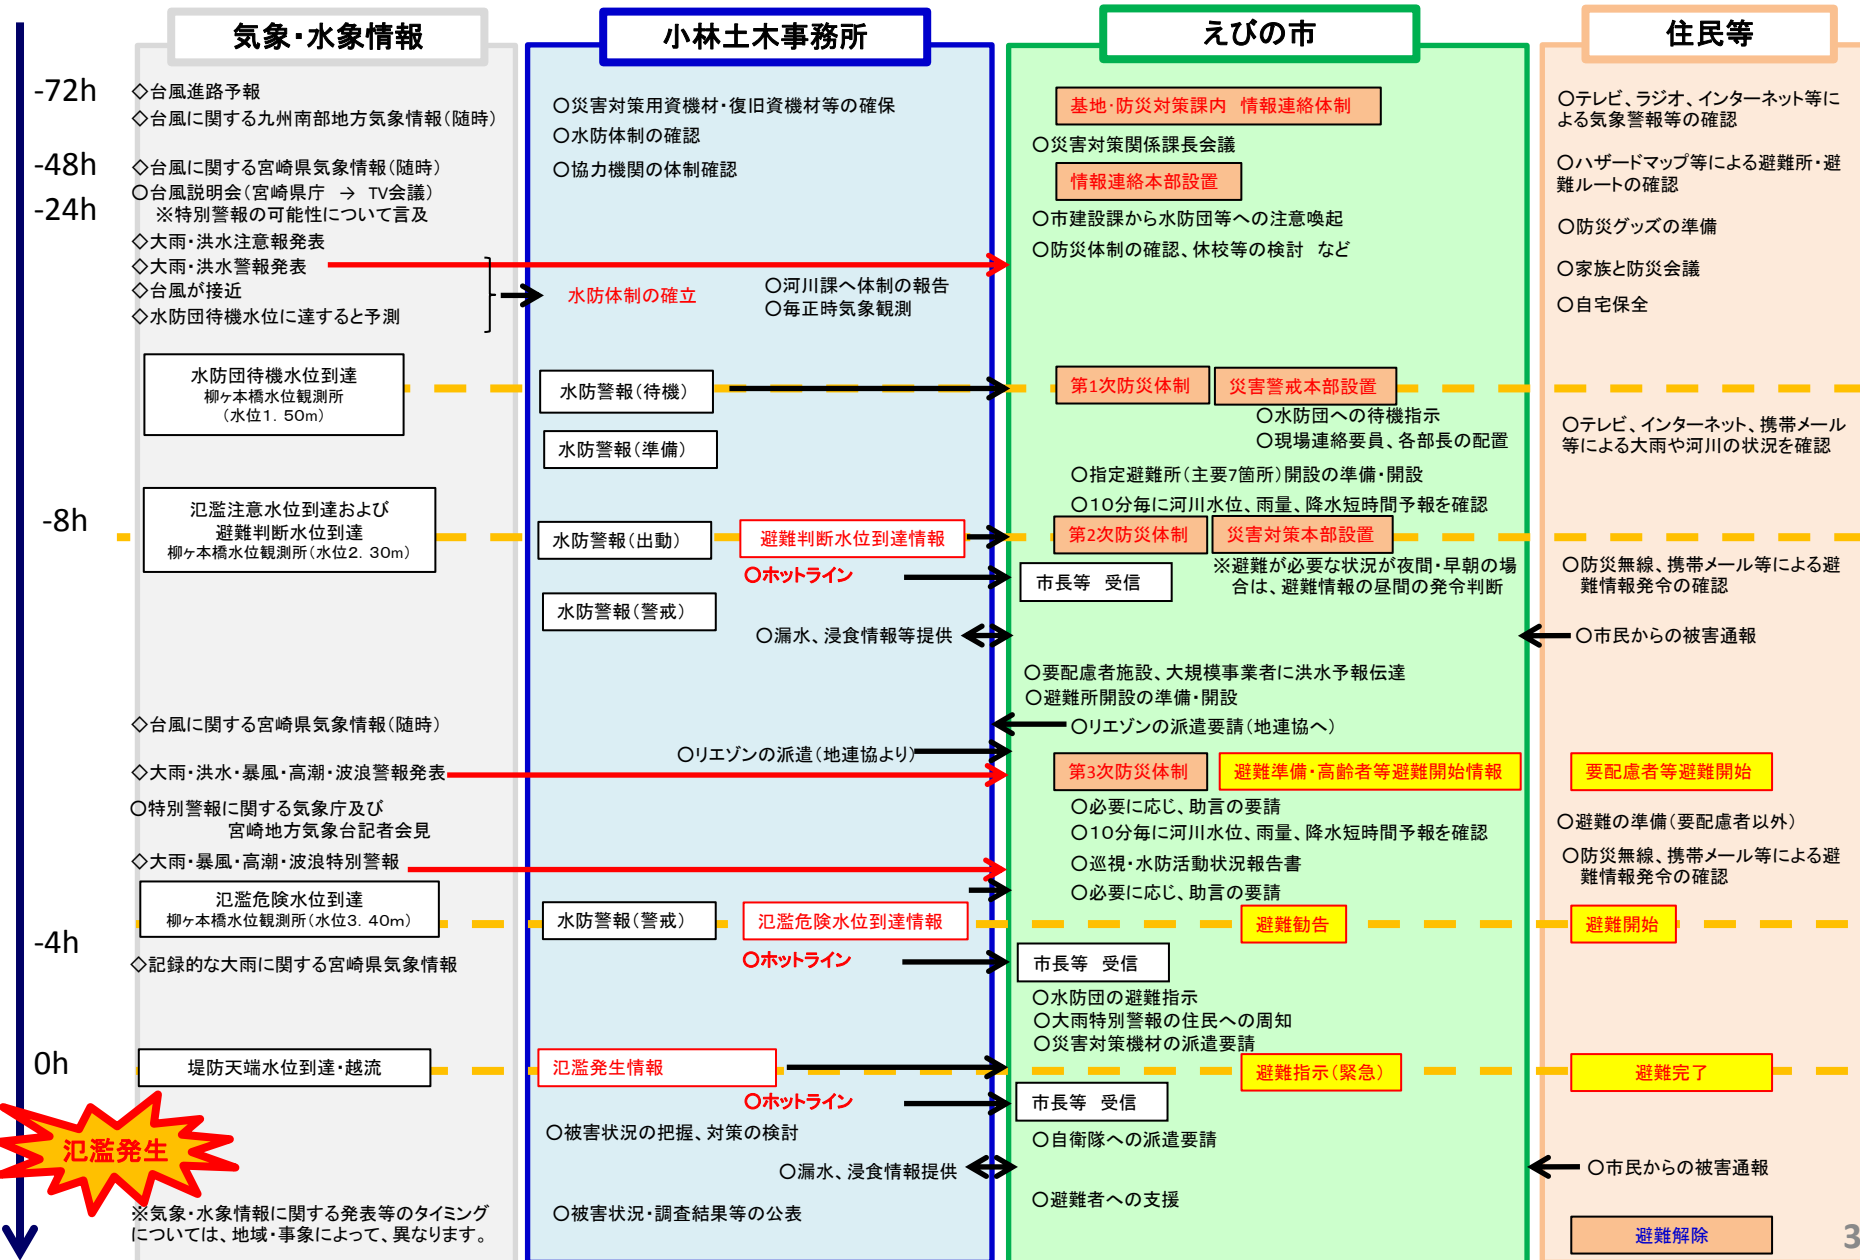 気象・水象情報
小林土木事務所
えびの市
住民等
-72h
-48h
-24h
-8h
-4h
0h
氾濫発生
◇台風進路予報
◇台風に関する九州南部地方気象情報(随時)
◇台風に関する宮崎県気象情報(随時)
〇台風説明会(宮崎県庁 → TV会議)
※特別警報の可能性について言及
◇大雨・洪水注意報発表
◇大雨・洪水警報発表
◇台風が接近
◇水防団待機水位に達すると予測
水防団待機水位到達
柳ヶ本橋水位観測所
(水位1.50m)
氾濫注意水位到達および
避難判断水位到達
柳ヶ本橋水位観測所(水位2.30m)
◇台風に関する宮崎県気象情報(随時)
◇大雨・洪水・暴風・高潮・波浪警報発表
〇特別警報に関する気象庁及び
宮崎地方気象台記者会見
◇大雨・暴風・高潮・波浪特別警報
氾濫危険水位到達
柳ヶ本橋水位観測所(水位3.40m)
◇記録的な大雨に関する宮崎県気象情報
堤防天端水位到達・越流
※気象・水象情報に関する発表等のタイミング
については、地域・事象によって、異なります。
〇災害対策用資機材・復旧資機材等の確保
〇水防体制の確認
〇協力機関の体制確認
水防体制の確立
〇河川課へ体制の報告
〇毎正時気象観測
水防警報(待機)
水防警報(準備)
水防警報(出動)
避難判断水位到達情報
〇ホットライン
水防警報(警戒)
〇漏水、浸食情報等提供
〇リエゾンの派遣(地連協より)
水防警報(警戒)
氾濫危険水位到達情報
〇ホットライン
氾濫発生情報
〇ホットライン
〇被害状況の把握、対策の検討
〇漏水、浸食情報提供
〇被害状況・調査結果等の公表
基地・防災対策課内 情報連絡体制
〇災害対策関係課長会議
情報連絡本部設置
〇市建設課から水防団等への注意喚起
〇防災体制の確認、休校等の検討 など
第1次防災体制
災害警戒本部設置
〇水防団への待機指示
〇現場連絡要員、各部長の配置
〇指定避難所(主要7箇所)開設の準備・開設
〇10分毎に河川水位、雨量、降水短時間予報を確認
第2次防災体制
災害対策本部設置
※避難が必要な状況が夜間・早朝の場
合は、避難情報の昼間の発令判断
市長等 受信
〇要配慮者施設、大規模事業者に洪水予報伝達
〇避難所開設の準備・開設
〇リエゾンの派遣要請(地連協へ)
第3次防災体制
避難準備・高齢者等避難開始情報
〇必要に応じ、助言の要請
〇10分毎に河川水位、雨量、降水短時間予報を確認
〇巡視・水防活動状況報告書
〇必要に応じ、助言の要請
避難勧告
市長等 受信
〇水防団の避難指示
〇大雨特別警報の住民への周知
〇災害対策機材の派遣要請
避難指示(緊急)
市長等 受信
〇自衛隊への派遣要請
〇避難者への支援
〇テレビ、ラジオ、インターネット等に
よる気象警報等の確認
〇ハザードマップ等による避難所・避
難ルートの確認
〇防災グッズの準備
〇家族と防災会議
〇自宅保全
〇テレビ、インターネット、携帯メール
等による大雨や河川の状況を確認
〇防災無線、携帯メール等による避
難情報発令の確認
〇市民からの被害通報
要配慮者等避難開始
〇避難の準備(要配慮者以外)
〇防災無線、携帯メール等による避
難情報発令の確認
避難開始
避難完了
〇市民からの被害通報
避難解除
3